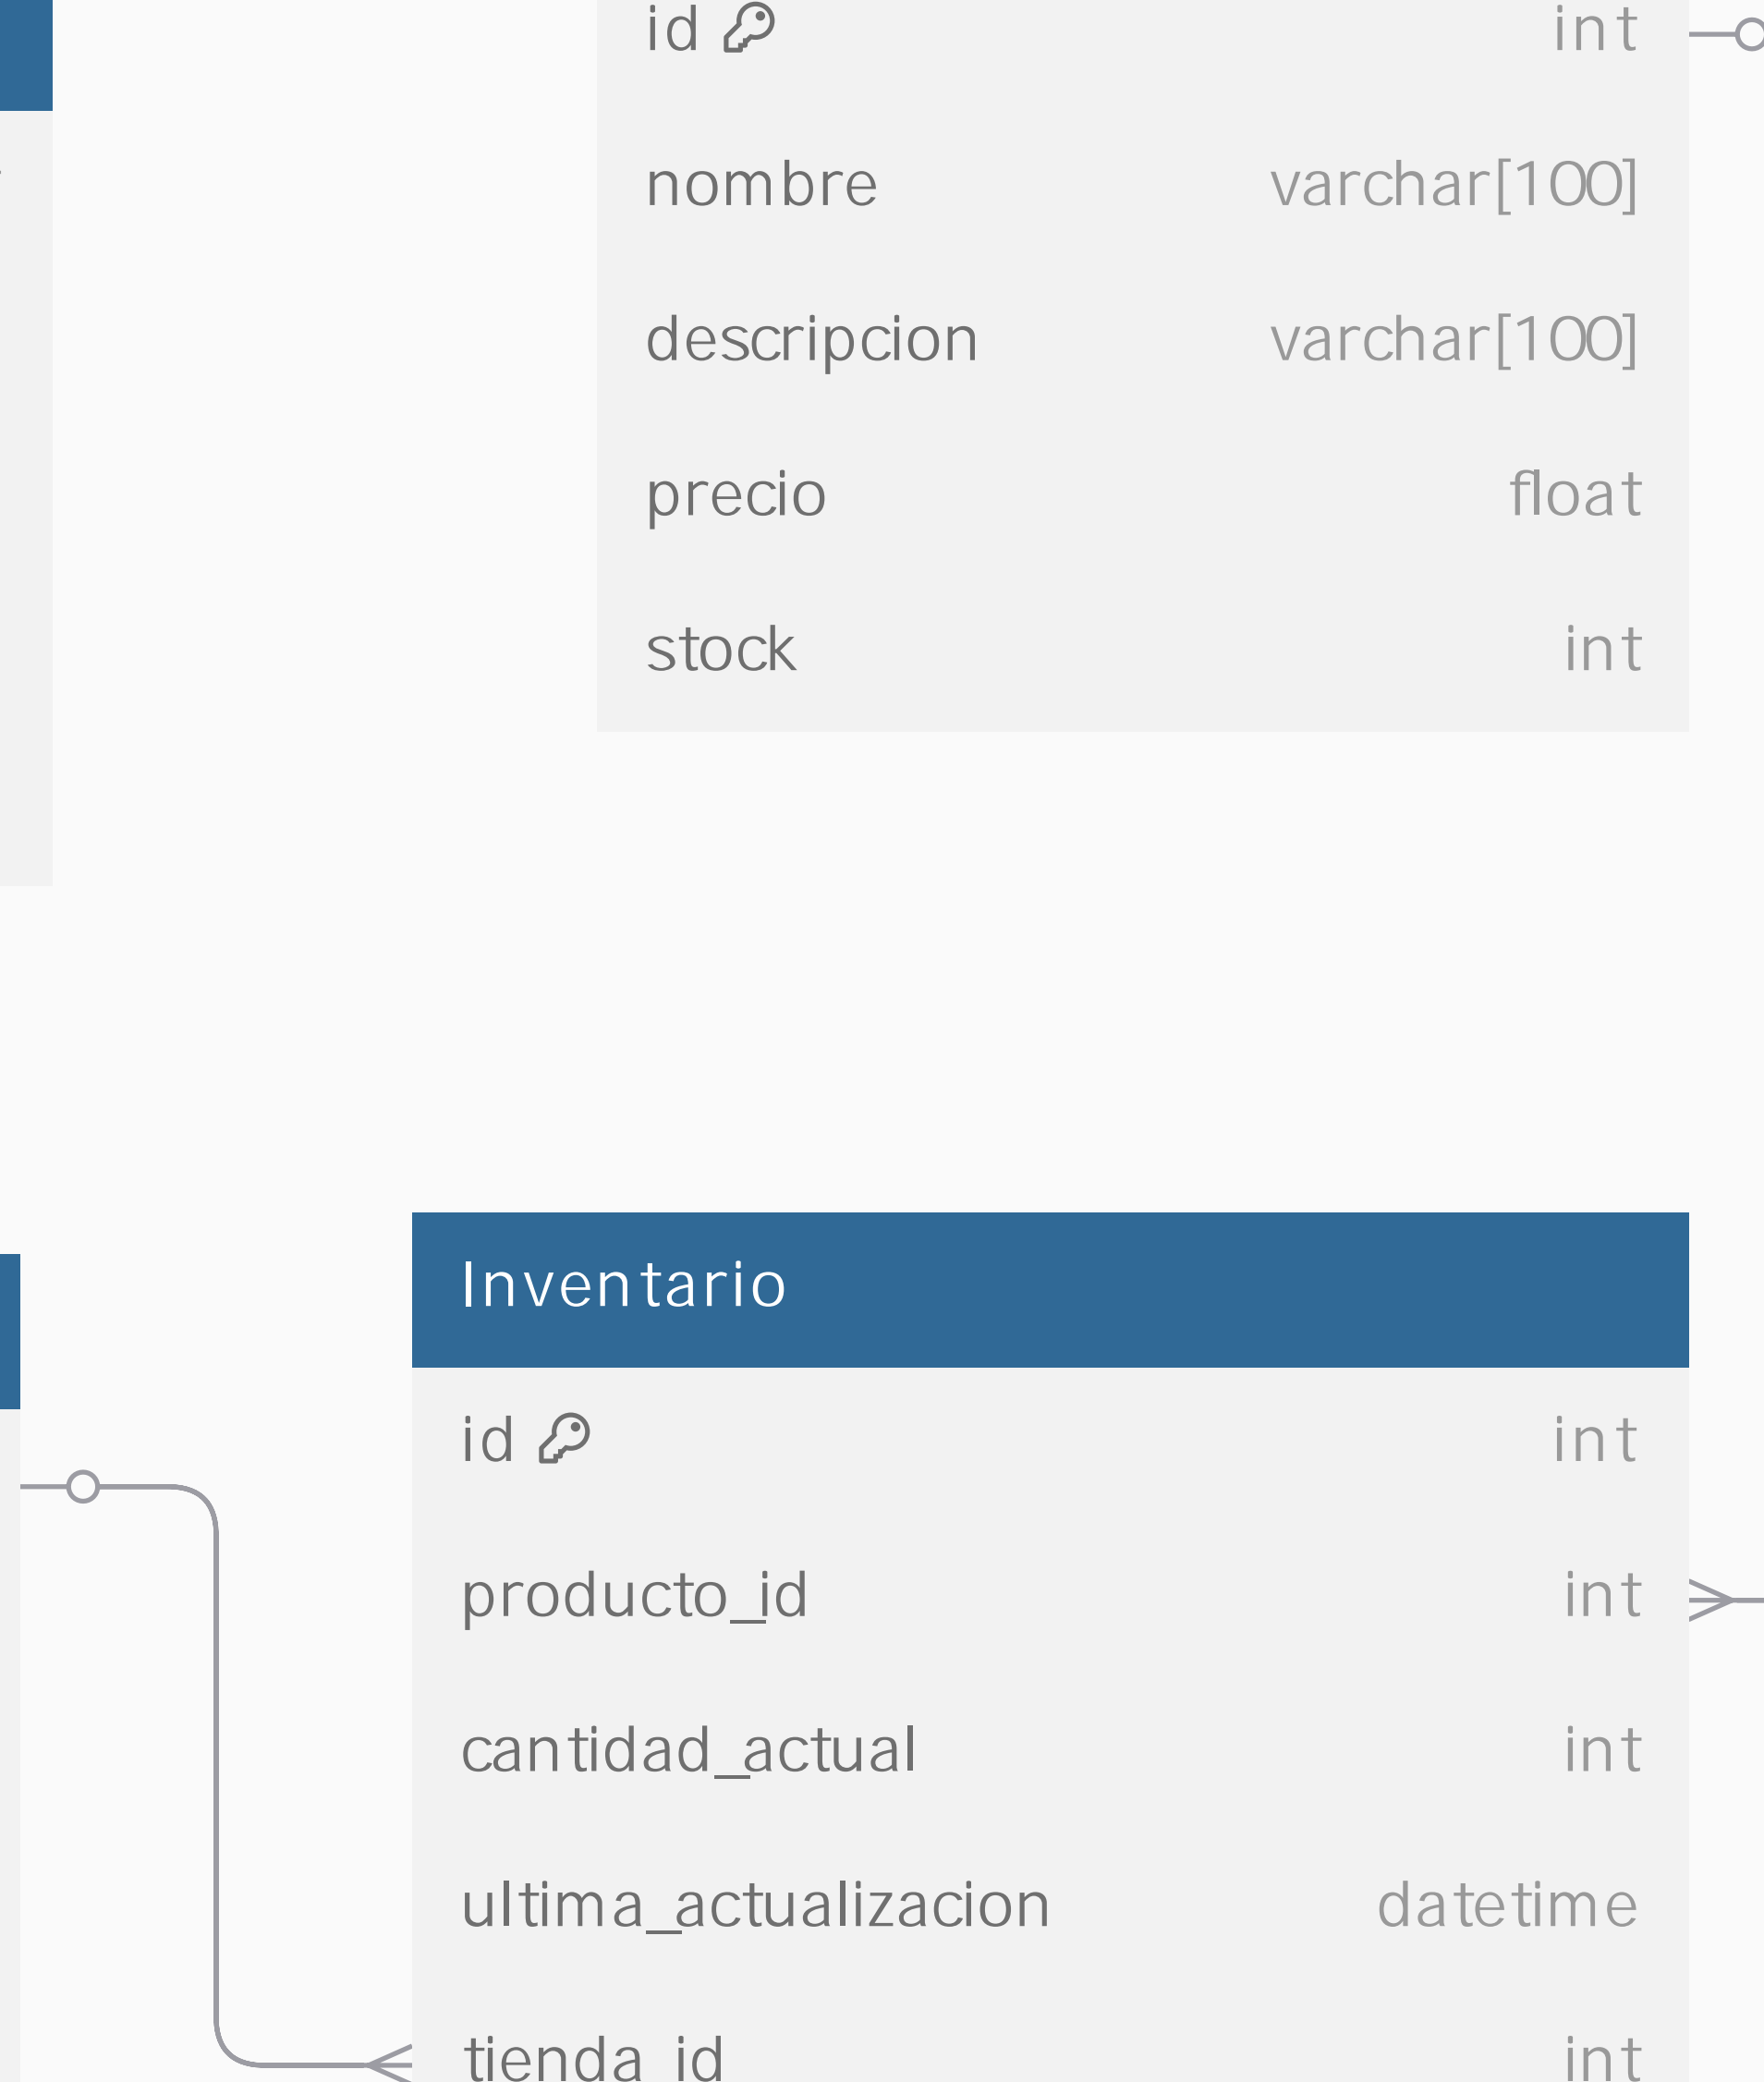 id int
nombre varchar[100]
descripcion varchar[100]
precio float
stock int
Inventario
id int
producto_id int
cantidad_actual int
ultima_actualizacion datetime
tienda_id int